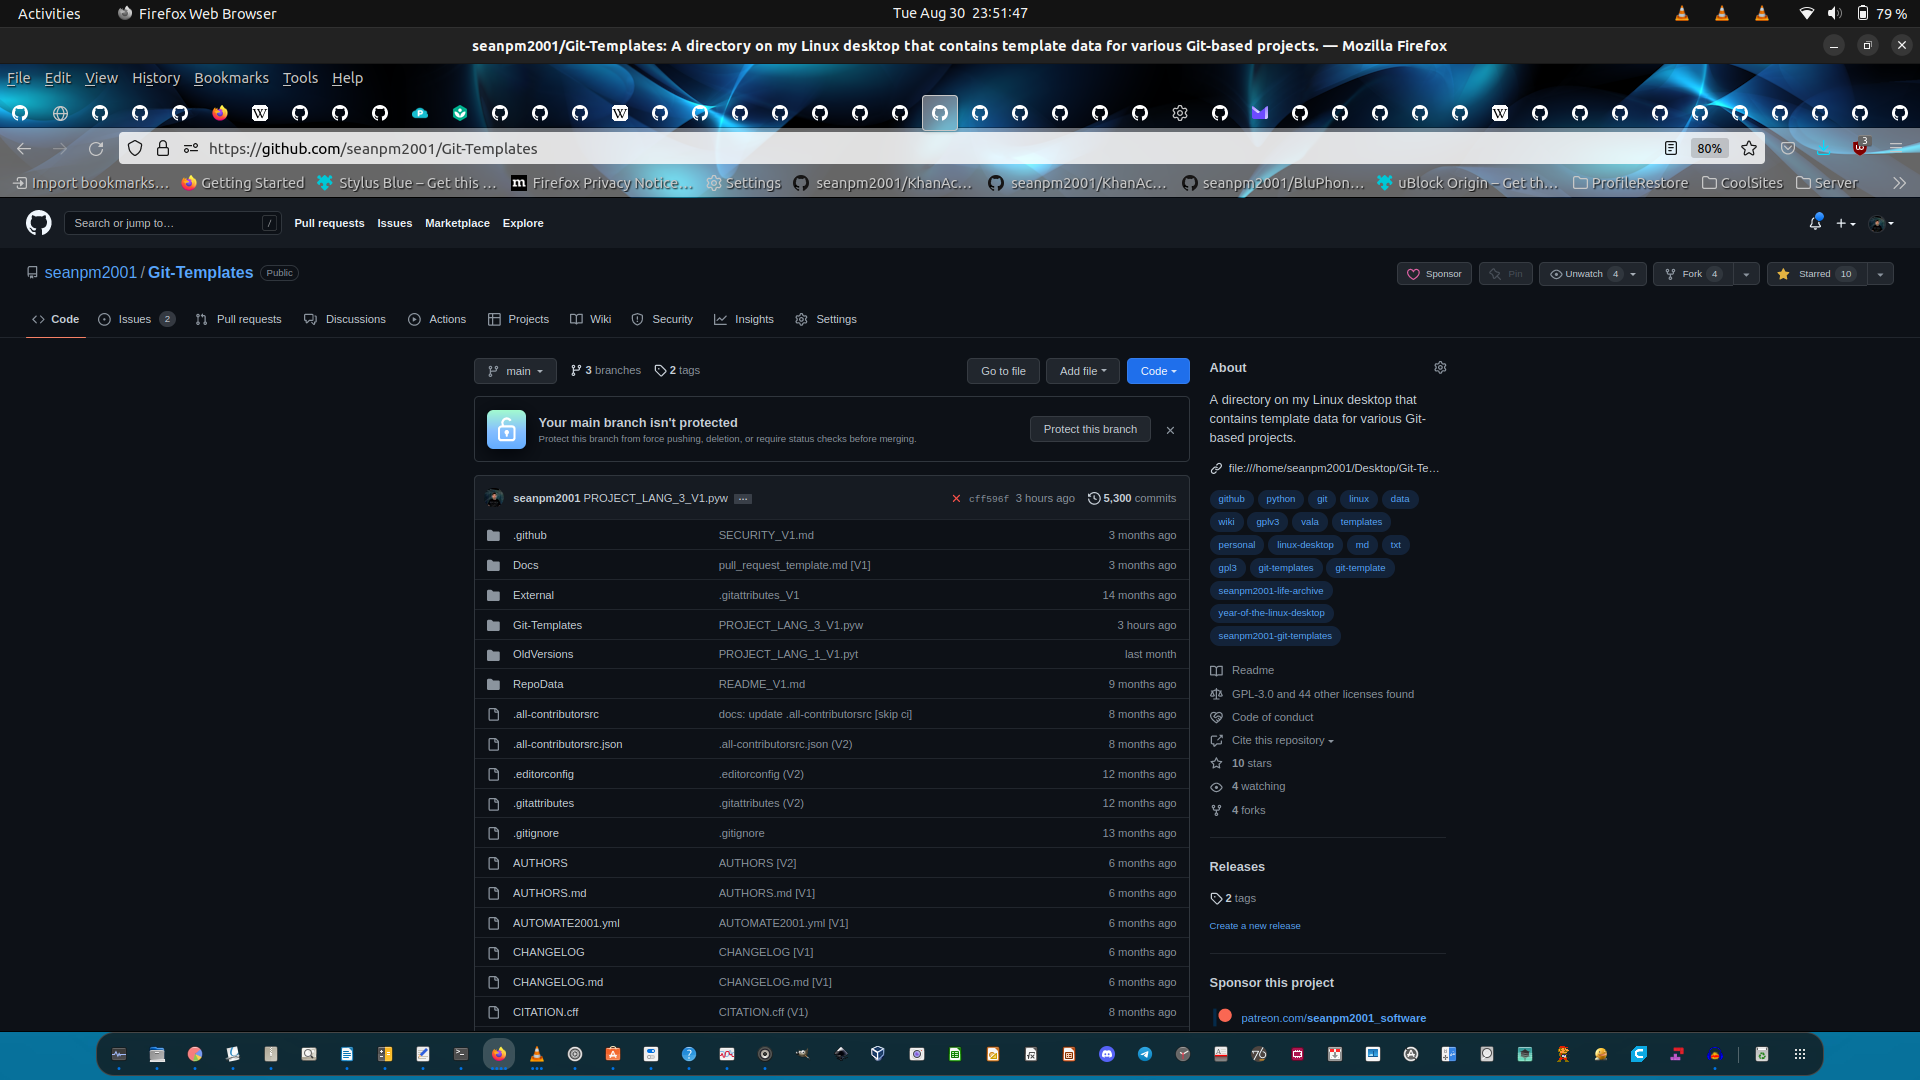 Activities
Firefox Web Browser
Tue Aug 30  23:51:47
79 %
seanpm2001/Git-Templates: A directory on my Linux desktop that contains template data for various Git-based projects. — Mozilla Firefox
File Edit View History Bookmarks Tools Help
https://github.com/seanpm2001/Git-Templates
80%
3
Import bookmarks… Getting Started Stylus Blue – Get this … Firefox Privacy Notice… Settings seanpm2001/KhanAc… seanpm2001/KhanAc… seanpm2001/BluPhon… uBlock Origin – Get th… ProfileRestore CoolSites Server
Search or jump to… /
Pull requests Issues Marketplace Explore
seanpm2001 / Git-Templates Public
Sponsor Pin Unwatch 4 Fork 4 Starred 10
Code Issues 2 Pull requests Discussions Actions Projects Wiki Security Insights Settings
main 3 branches 2 tags Go to file Add file Code
Your main branch isn't protected
Protect this branch from force pushing, deletion, or require status checks before merging.
Protect this branch
seanpm2001 PROJECT_LANG_3_V1.pyw cff596f 3 hours ago 5,300 commits
.github SECURITY_V1.md 3 months ago
Docs pull_request_template.md [V1] 3 months ago
External .gitattributes_V1 14 months ago
Git-Templates PROJECT_LANG_3_V1.pyw 3 hours ago
OldVersions PROJECT_LANG_1_V1.pyt last month
RepoData README_V1.md 9 months ago
.all-contributorsrc docs: update .all-contributorsrc [skip ci] 8 months ago
.all-contributorsrc.json .all-contributorsrc.json (V2) 8 months ago
.editorconfig .editorconfig (V2) 12 months ago
.gitattributes .gitattributes (V2) 12 months ago
.gitignore .gitignore 13 months ago
AUTHORS AUTHORS [V2] 6 months ago
AUTHORS.md AUTHORS.md [V1] 6 months ago
AUTOMATE2001.yml AUTOMATE2001.yml [V1] 6 months ago
CHANGELOG CHANGELOG [V1] 6 months ago
CHANGELOG.md CHANGELOG.md [V1] 6 months ago
CITATION.cff CITATION.cff (V1) 8 months ago
About
A directory on my Linux desktop that
contains template data for various Git-
based projects.
file:///home/seanpm2001/Desktop/Git-Te…
github python git linux data
wiki gplv3 vala templates
personal linux-desktop md txt
gpl3 git-templates git-template
seanpm2001-life-archive
year-of-the-linux-desktop
seanpm2001-git-templates
Readme
GPL-3.0 and 44 other licenses found
Code of conduct
Cite this repository
10 stars
4 watching
4 forks
Releases
2 tags
Create a new release
Sponsor this project
patreon.com/seanpm2001_software